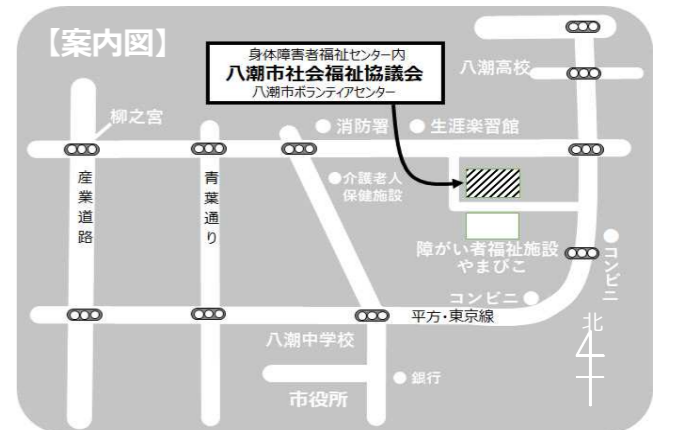 【案内図】
身体障害者福祉センター内
八潮市社会福祉協議会
八潮市ボランティアセンター
八潮高校
柳之宮
消防署
生涯楽習館
産業道路
青葉通り
介護老人
保健施設
障がい者福祉施設
やまびこ
コンビニ
コンビニ
平方・東京線
北
八潮中学校
銀行
市役所